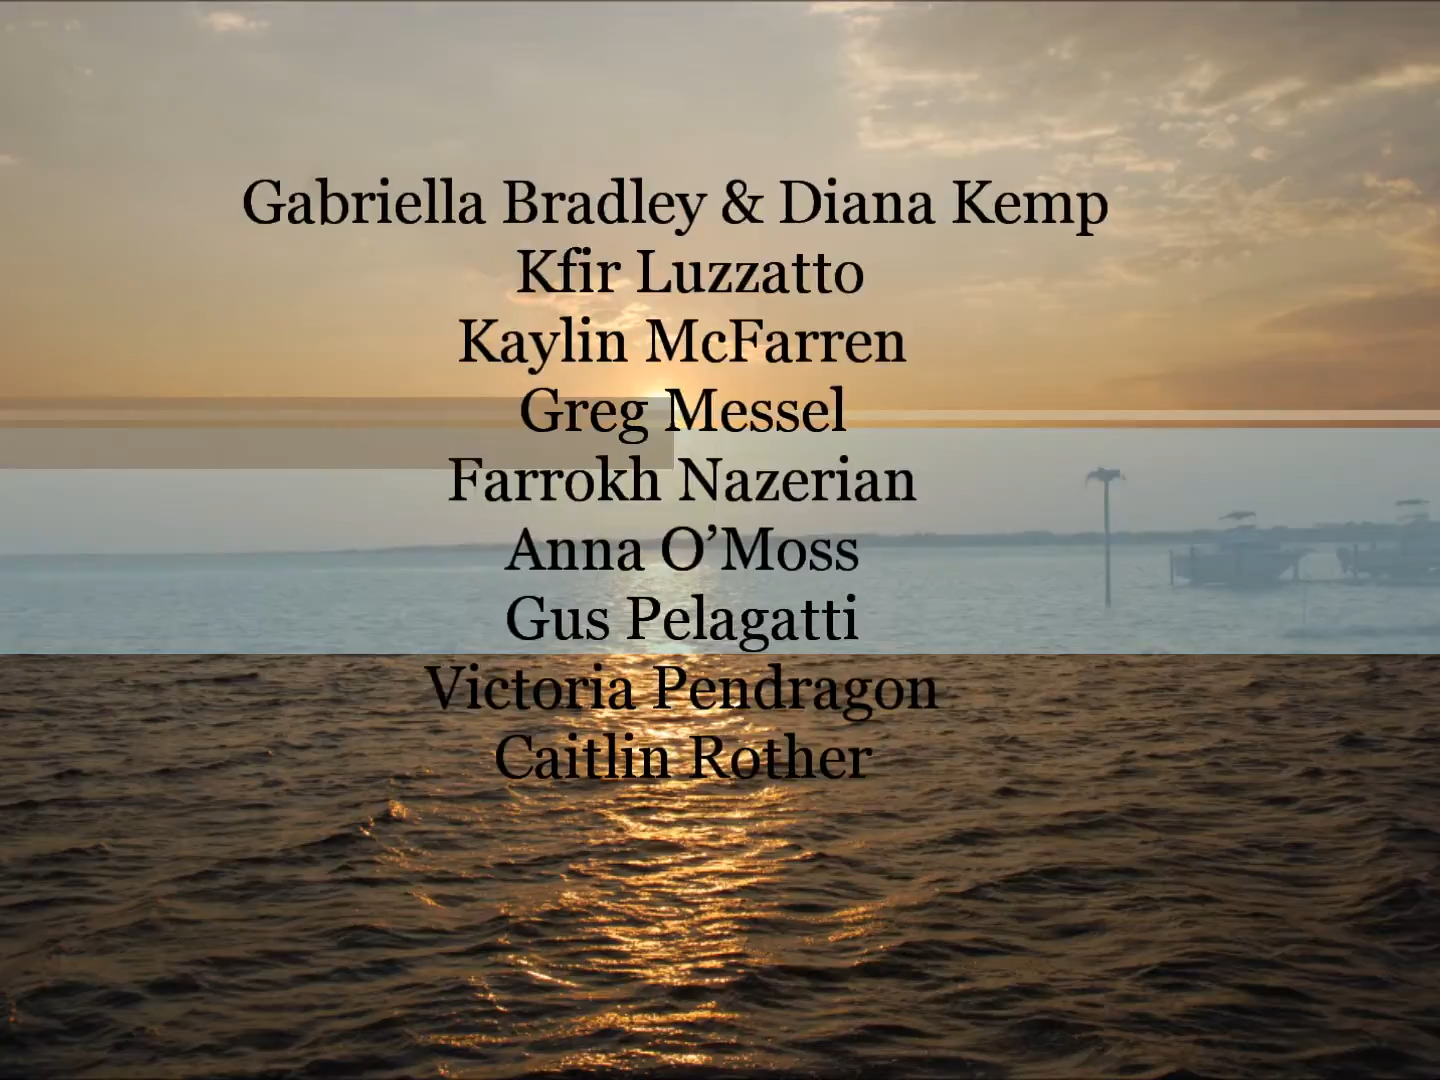 Gabriella Bradley & Diana Kemp
Kfir Luzzatto
Kaylin McFarren
Greg Messel
Farrokh Nazerian
Anna O’Moss
Gus Pelagatti
Victoria Pendragon
Caitlin Rother